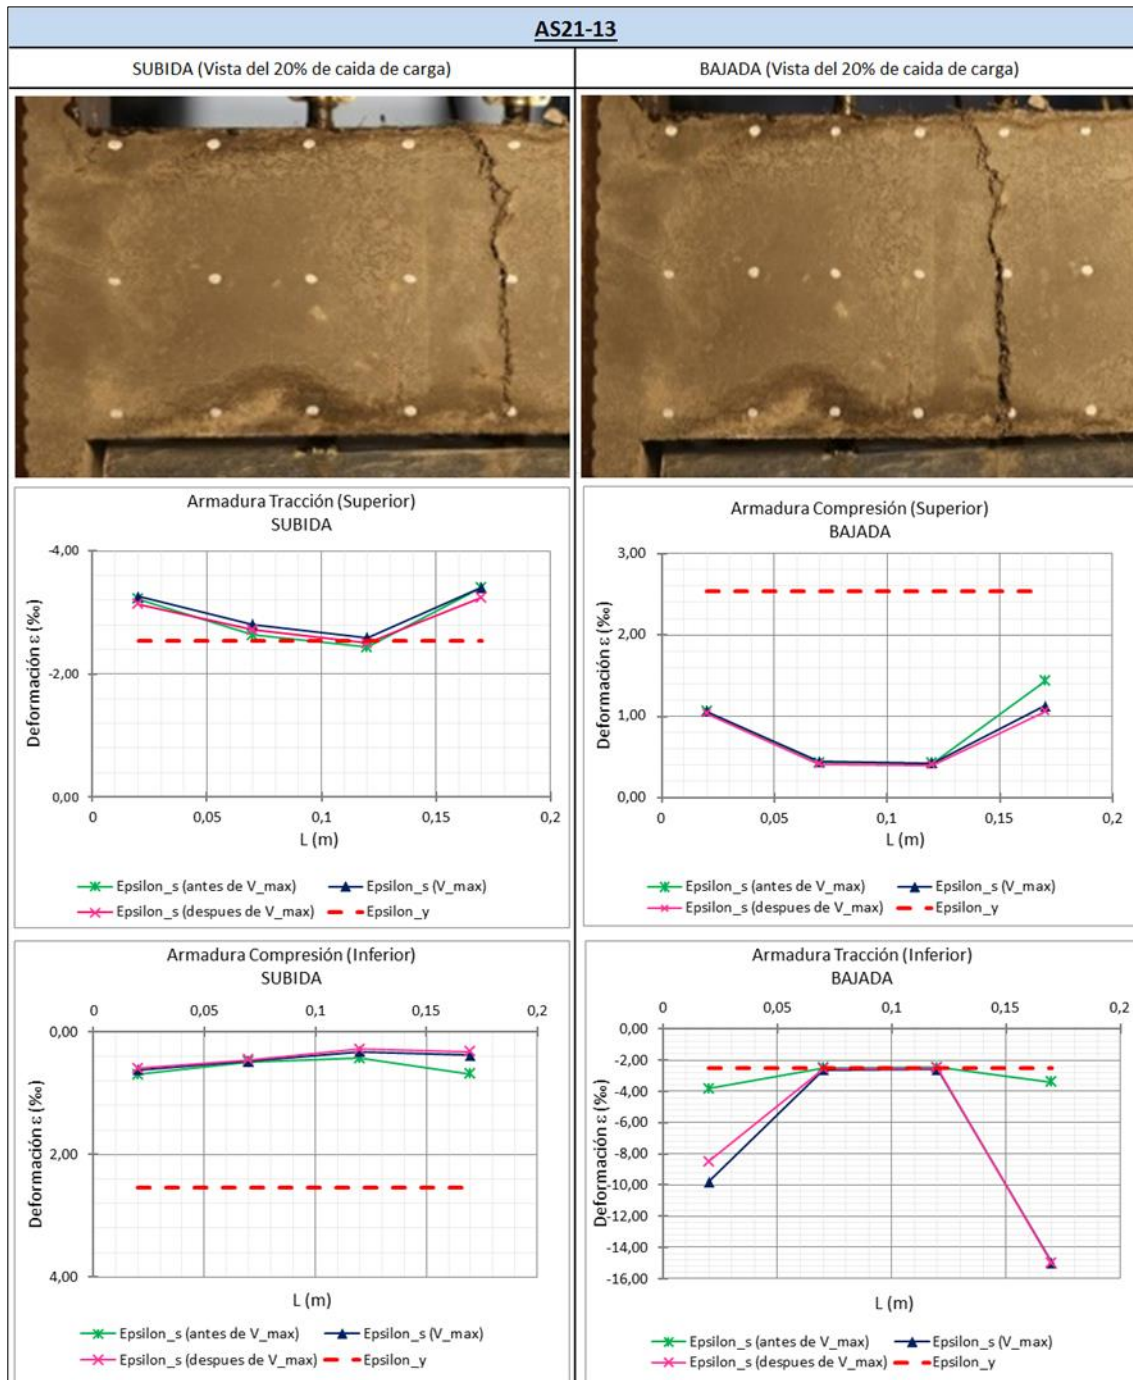 AS21-13
SUBIDA (Vista del 20% de caida de carga)
BAJADA (Vista del 20% de caida de carga)
Armadura Tracción (Superior)
SUBIDA
-4,00
-2,00
0,00
Deformación ε (‰)
0 0,05 0,1 0,15 0,2
L (m)
Epsilon_s (antes de V_max) Epsilon_s (V_max)
Epsilon_s (despues de V_max) Epsilon_y
Armadura Compresión (Superior)
BAJADA
3,00
2,00
1,00
0,00
Deformación ε (‰)
0 0,05 0,1 0,15 0,2
L (m)
Epsilon_s (antes de V_max) Epsilon_s (V_max)
Epsilon_s (despues de V_max) Epsilon_y
Armadura Compresión (Inferior)
SUBIDA
0 0,05 0,1 0,15 0,2
0,00
2,00
4,00
Deformación ε (‰)
L (m)
Epsilon_s (antes de V_max) Epsilon_s (V_max)
Epsilon_s (despues de V_max) Epsilon_y
Armadura Tracción (Inferior)
BAJADA
0 0,05 0,1 0,15 0,2
0,00
-2,00
-4,00
-6,00
-8,00
-10,00
-12,00
-14,00
-16,00
Deformación ε (‰)
L (m)
Epsilon_s (antes de V_max) Epsilon_s (V_max)
Epsilon_s (despues de V_max) Epsilon_y